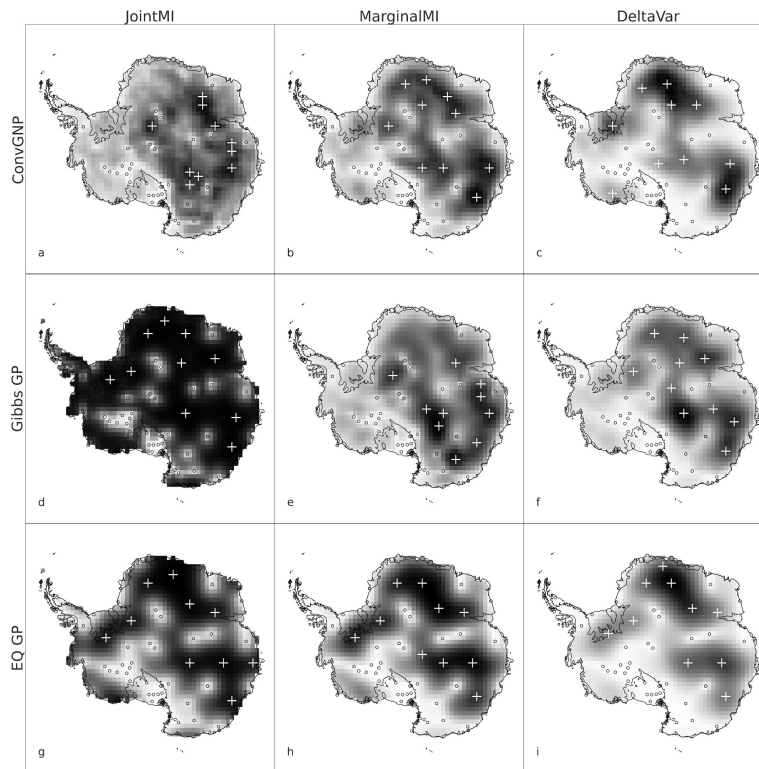 JointMI
MarginalMI
DeltaVar
ConvGNP
a
b
c
Gibbs GP
d
e
f
EQ GP
g
h
i